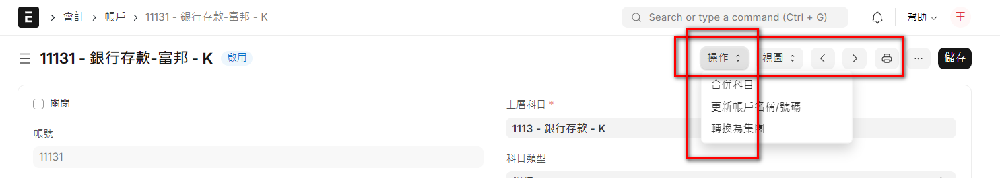 E 會計 帳戶 11131 - 銀行存款-富邦 - K Search or type a command (Ctrl + G) 幫助 王
11131 - 銀行存款-富邦 - K 啟用 操作 視圖 ... 儲存
合併科目
更新帳戶名稱/號碼
轉換為集團
關閉
帳號
11131
上層科目 *
1113 - 銀行存款 - K
科目類型